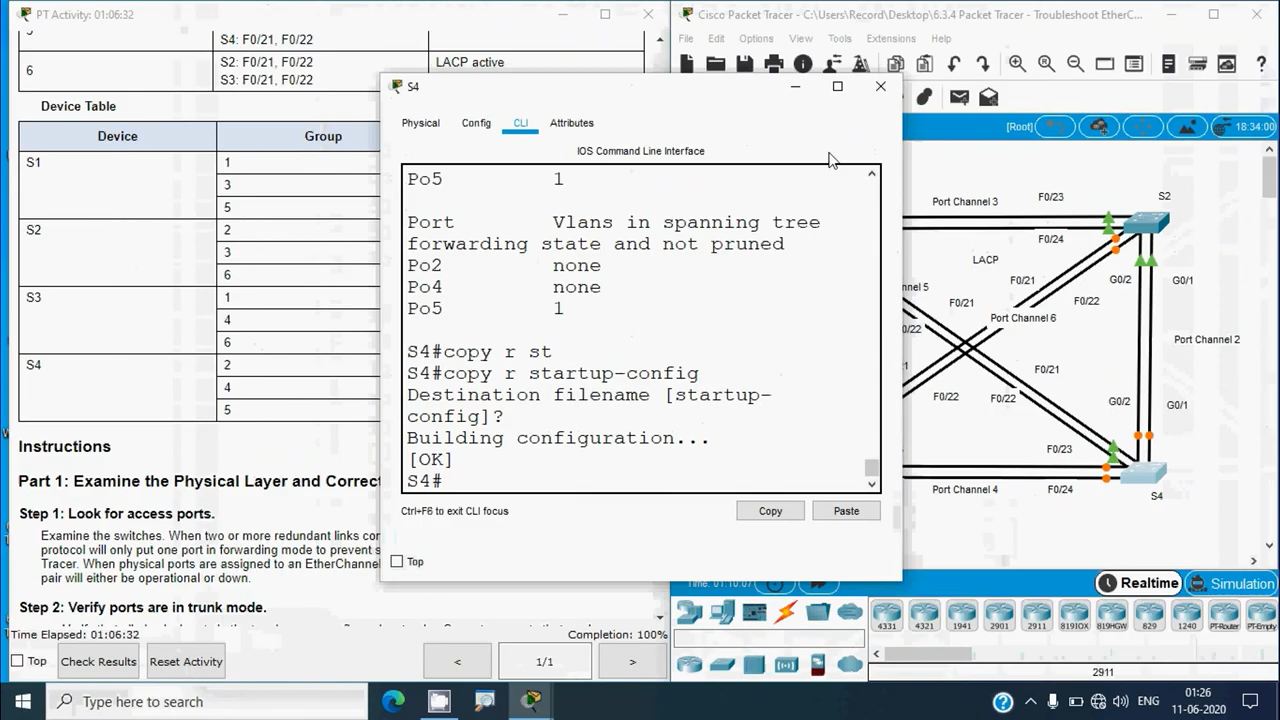 PT Activity: 01:06:32
S4: F0/21, F0/22
6
S2: F0/21, F0/22
S3: F0/21, F0/22
LACP active
Device Table
Device
Group
S1
1
3
5
S2
2
3
6
S3
1
4
6
S4
2
4
5
Instructions
Part 1: Examine the Physical Layer and Correct
Step 1: Look for access ports.
Examine the switches. When two or more redundant links con
protocol will only put one port in forwarding mode to prevent s
Tracer. When physical ports are assigned to an EtherChannel
pair will either be operational or down.
Step 2: Verify ports are in trunk mode.
Time Elapsed: 01:06:32
Completion: 100%
Top
Check Results
Reset Activity
<
1/1
>
S4
Physical
Config
CLI
Attributes
IOS Command Line Interface
Po5 1
Port Vlans in spanning tree
forwarding state and not pruned
Po2 none
Po4 none
Po5 1
S4#copy r st
S4#copy r startup-config
Destination filename [startup-
config]?
Building configuration...
[OK]
S4#
Ctrl+F6 to exit CLI focus
Copy
Paste
Top
Cisco Packet Tracer - C:\Users\Record\Desktop\6.3.4 Packet Tracer - Troubleshoot EtherC...
File Edit Options View Tools Extensions Help
[Root]
18:34:00
Port Channel 3
F0/23
S2
F0/24
LACP
F0/21
G0/2
G0/1
nnel 5
F0/21
F0/22
Port Channel 6
0/22
Port Channel 2
F0/21
21
F0/22
F0/22
F0/22
G0/2
G0/1
F0/23
Port Channel 4
F0/24
S4
Time: 01:10:07
Realtime
Simulation
4331 4321 1941 2901 2911 819IOX 819HGW 829 1240 PT-Router PT-Empty
2911
Type here to search
ENG
01:26
11-06-2020